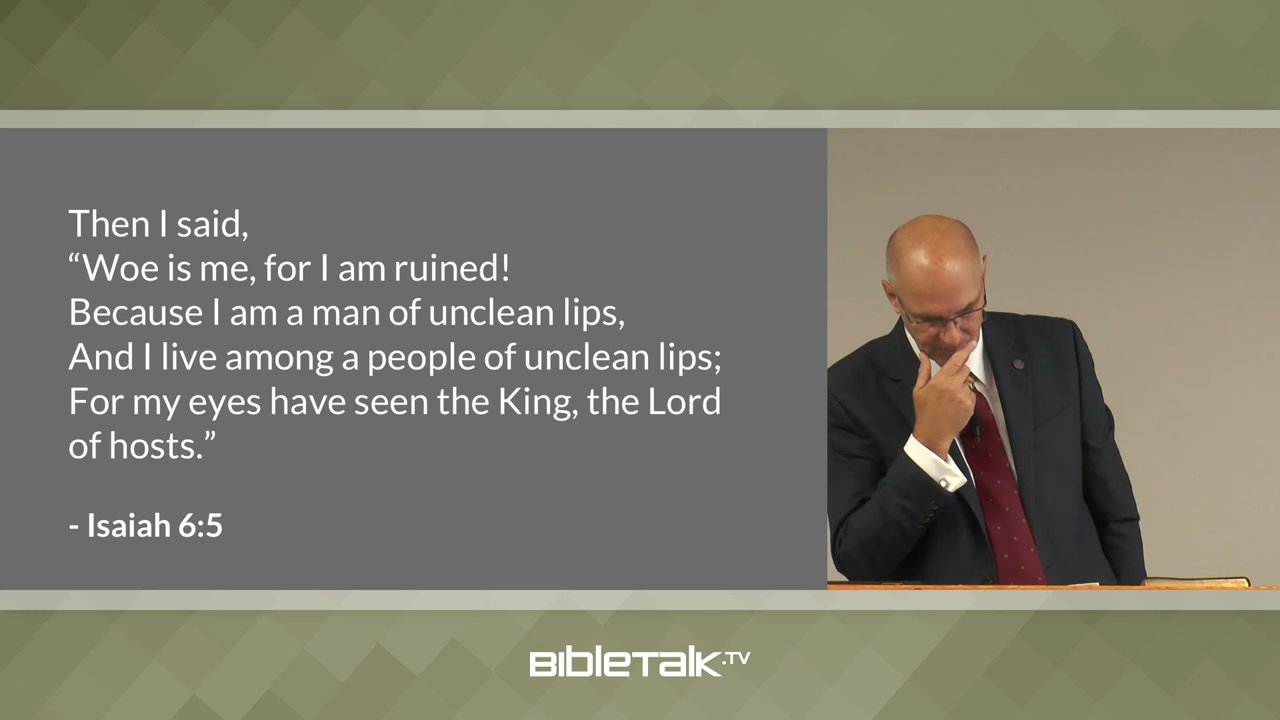 Then I said,
“Woe is me, for I am ruined!
Because I am a man of unclean lips,
And I live among a people of unclean lips;
For my eyes have seen the King, the Lord
of hosts.”
- Isaiah 6:5
BibleTalk.TV